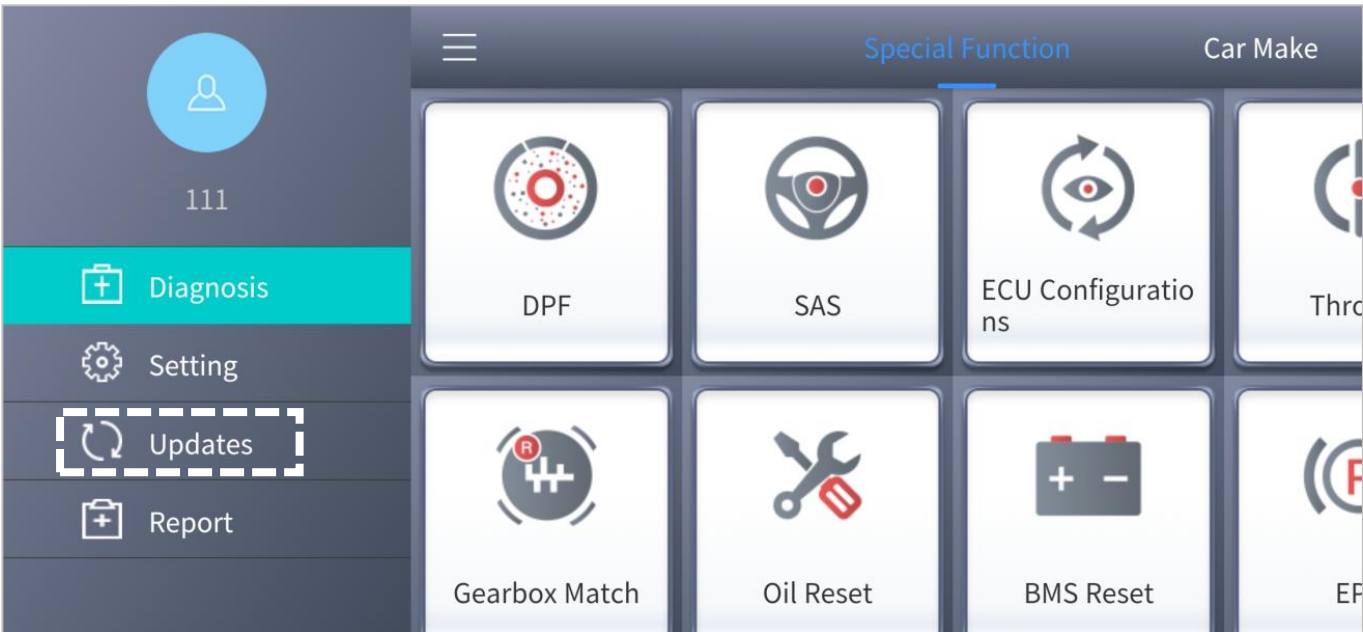 Special Function
Car Make
111
Diagnosis
Setting
Updates
Report
DPF
SAS
ECU Configuratio
ns
Thro
Gearbox Match
Oil Reset
BMS Reset
R